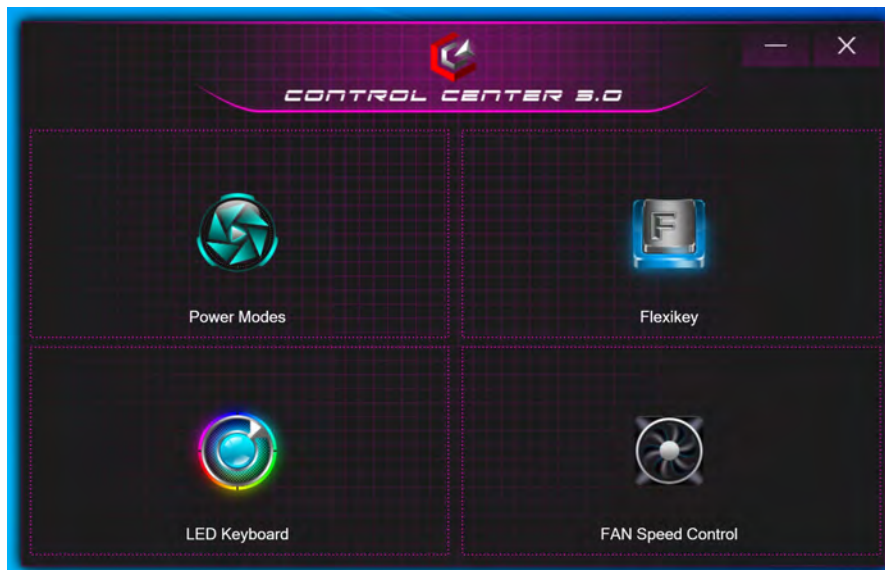 CONTROL CENTER 3.0
Power Modes
Flexikey
F
LED Keyboard
FAN Speed Control